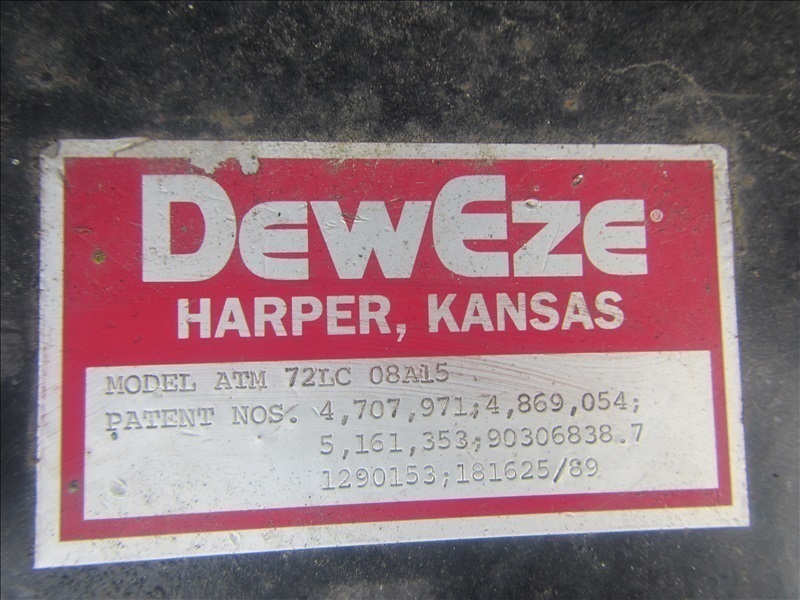 DewEze®
HARPER, KANSAS
MODEL ATM 72LC 08A15
PATENT NOS. 4,707,971;4,869,054;
5,161,353;90306838.7
1290153;181625/89